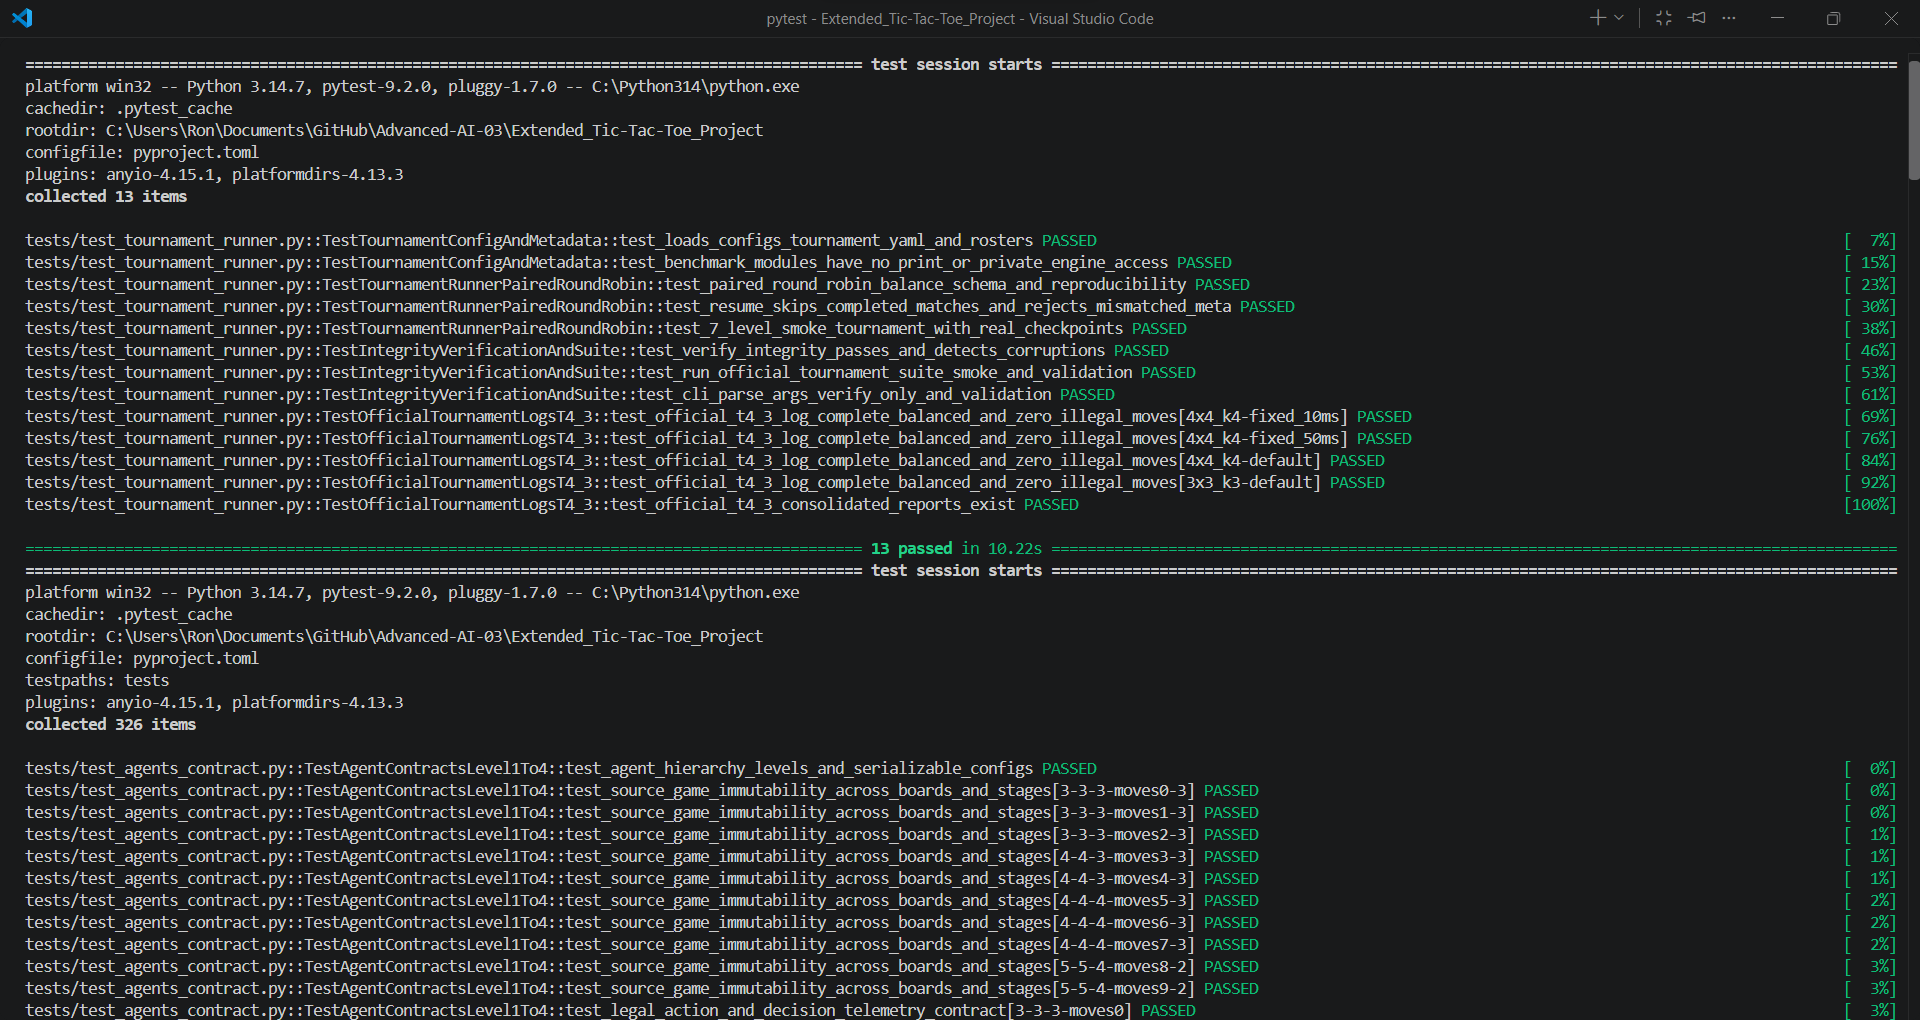 pytest - Extended_Tic-Tac-Toe_Project - Visual Studio Code
============================================================================================= test session starts ==============================================================================================
platform win32 -- Python 3.14.7, pytest-9.2.0, pluggy-1.7.0 -- C:\Python314\python.exe
cachedir: .pytest_cache
rootdir: C:\Users\Ron\Documents\GitHub\Advanced-AI-03\Extended_Tic-Tac-Toe_Project
configfile: pyproject.toml
plugins: anyio-4.15.1, platformdirs-4.13.3
collected 13 items
tests/test_tournament_runner.py::TestTournamentConfigAndMetadata::test_loads_configs_tournament_yaml_and_rosters PASSED [  7%]
tests/test_tournament_runner.py::TestTournamentConfigAndMetadata::test_benchmark_modules_have_no_print_or_private_engine_access PASSED [ 15%]
tests/test_tournament_runner.py::TestTournamentRunnerPairedRoundRobin::test_paired_round_robin_balance_schema_and_reproducibility PASSED [ 23%]
tests/test_tournament_runner.py::TestTournamentRunnerPairedRoundRobin::test_resume_skips_completed_matches_and_rejects_mismatched_meta PASSED [ 30%]
tests/test_tournament_runner.py::TestTournamentRunnerPairedRoundRobin::test_7_level_smoke_tournament_with_real_checkpoints PASSED [ 38%]
tests/test_tournament_runner.py::TestIntegrityVerificationAndSuite::test_verify_integrity_passes_and_detects_corruptions PASSED [ 46%]
tests/test_tournament_runner.py::TestIntegrityVerificationAndSuite::test_run_official_tournament_suite_smoke_and_validation PASSED [ 53%]
tests/test_tournament_runner.py::TestIntegrityVerificationAndSuite::test_cli_parse_args_verify_only_and_validation PASSED [ 61%]
tests/test_tournament_runner.py::TestOfficialTournamentLogsT4_3::test_official_t4_3_log_complete_balanced_and_zero_illegal_moves[4x4_k4-fixed_10ms] PASSED [ 69%]
tests/test_tournament_runner.py::TestOfficialTournamentLogsT4_3::test_official_t4_3_log_complete_balanced_and_zero_illegal_moves[4x4_k4-fixed_50ms] PASSED [ 76%]
tests/test_tournament_runner.py::TestOfficialTournamentLogsT4_3::test_official_t4_3_log_complete_balanced_and_zero_illegal_moves[4x4_k4-default] PASSED [ 84%]
tests/test_tournament_runner.py::TestOfficialTournamentLogsT4_3::test_official_t4_3_log_complete_balanced_and_zero_illegal_moves[3x3_k3-default] PASSED [ 92%]
tests/test_tournament_runner.py::TestOfficialTournamentLogsT4_3::test_official_t4_3_consolidated_reports_exist PASSED [100%]
============================================================================================= 13 passed in 10.22s ==============================================================================================
============================================================================================= test session starts ==============================================================================================
platform win32 -- Python 3.14.7, pytest-9.2.0, pluggy-1.7.0 -- C:\Python314\python.exe
cachedir: .pytest_cache
rootdir: C:\Users\Ron\Documents\GitHub\Advanced-AI-03\Extended_Tic-Tac-Toe_Project
configfile: pyproject.toml
testpaths: tests
plugins: anyio-4.15.1, platformdirs-4.13.3
collected 326 items
tests/test_agents_contract.py::TestAgentContractsLevel1To4::test_agent_hierarchy_levels_and_serializable_configs PASSED [  0%]
tests/test_agents_contract.py::TestAgentContractsLevel1To4::test_source_game_immutability_across_boards_and_stages[3-3-3-moves0-3] PASSED [  0%]
tests/test_agents_contract.py::TestAgentContractsLevel1To4::test_source_game_immutability_across_boards_and_stages[3-3-3-moves1-3] PASSED [  0%]
tests/test_agents_contract.py::TestAgentContractsLevel1To4::test_source_game_immutability_across_boards_and_stages[3-3-3-moves2-3] PASSED [  1%]
tests/test_agents_contract.py::TestAgentContractsLevel1To4::test_source_game_immutability_across_boards_and_stages[4-4-3-moves3-3] PASSED [  1%]
tests/test_agents_contract.py::TestAgentContractsLevel1To4::test_source_game_immutability_across_boards_and_stages[4-4-3-moves4-3] PASSED [  1%]
tests/test_agents_contract.py::TestAgentContractsLevel1To4::test_source_game_immutability_across_boards_and_stages[4-4-4-moves5-3] PASSED [  2%]
tests/test_agents_contract.py::TestAgentContractsLevel1To4::test_source_game_immutability_across_boards_and_stages[4-4-4-moves6-3] PASSED [  2%]
tests/test_agents_contract.py::TestAgentContractsLevel1To4::test_source_game_immutability_across_boards_and_stages[4-4-4-moves7-3] PASSED [  2%]
tests/test_agents_contract.py::TestAgentContractsLevel1To4::test_source_game_immutability_across_boards_and_stages[5-5-4-moves8-2] PASSED [  3%]
tests/test_agents_contract.py::TestAgentContractsLevel1To4::test_source_game_immutability_across_boards_and_stages[5-5-4-moves9-2] PASSED [  3%]
tests/test_agents_contract.py::TestAgentContractsLevel1To4::test_legal_action_and_decision_telemetry_contract[3-3-3-moves0] PASSED [  3%]